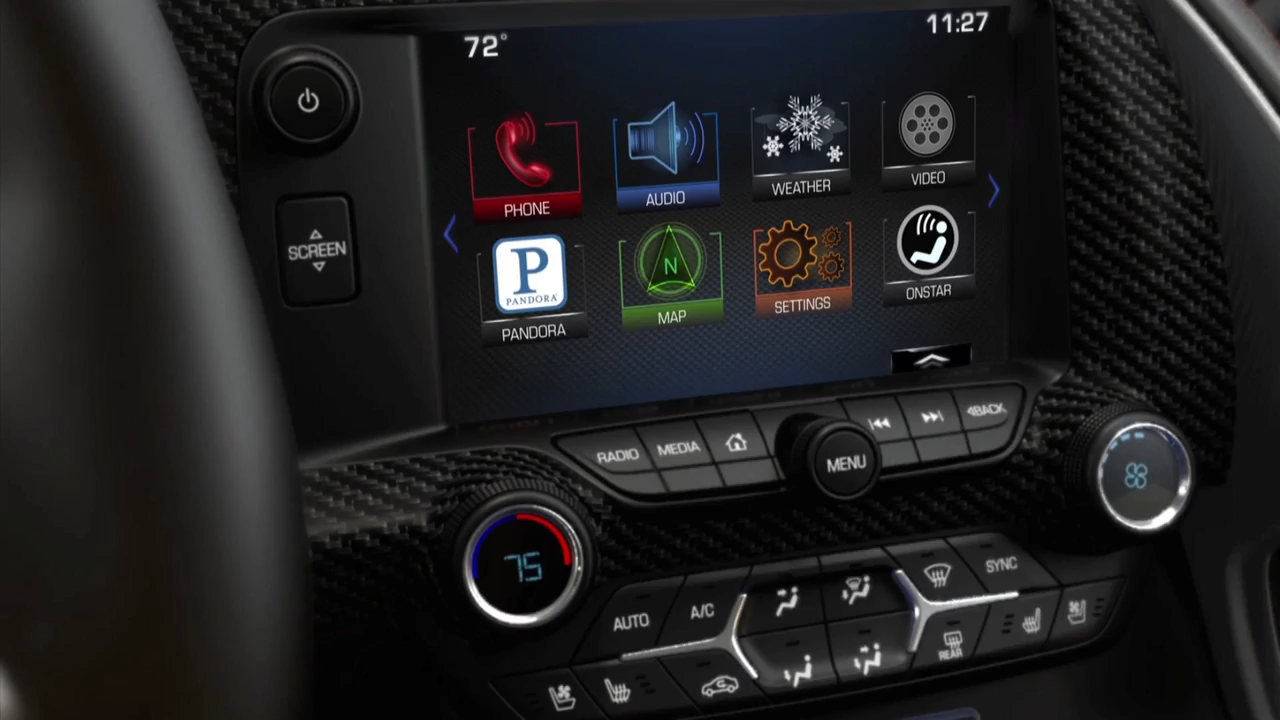 72°
11:27
PHONE
AUDIO
WEATHER
VIDEO
SCREEN
P
PANDORA
PANDORA
N
MAP
SETTINGS
ONSTAR
RADIO
MEDIA
MENU
BACK
75
AUTO
A/C
SYNC
REAR